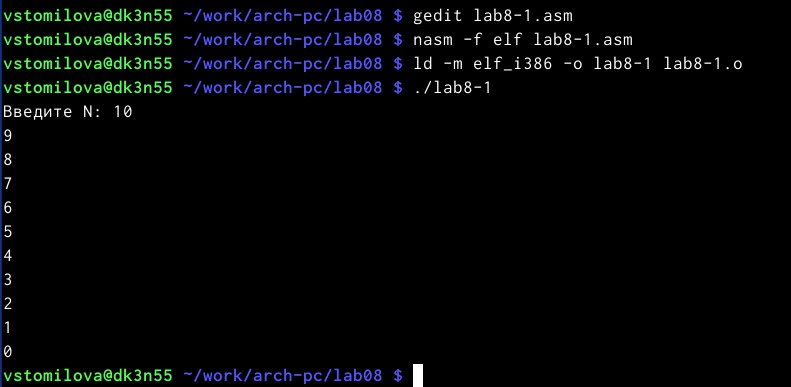 vstomilova@dk3n55 ~/work/arch-pc/lab08 $ gedit lab8-1.asm
vstomilova@dk3n55 ~/work/arch-pc/lab08 $ nasm -f elf lab8-1.asm
vstomilova@dk3n55 ~/work/arch-pc/lab08 $ ld -m elf_i386 -o lab8-1 lab8-1.o
vstomilova@dk3n55 ~/work/arch-pc/lab08 $ ./lab8-1
Введите N: 10
9
8
7
6
5
4
3
2
1
0
vstomilova@dk3n55 ~/work/arch-pc/lab08 $